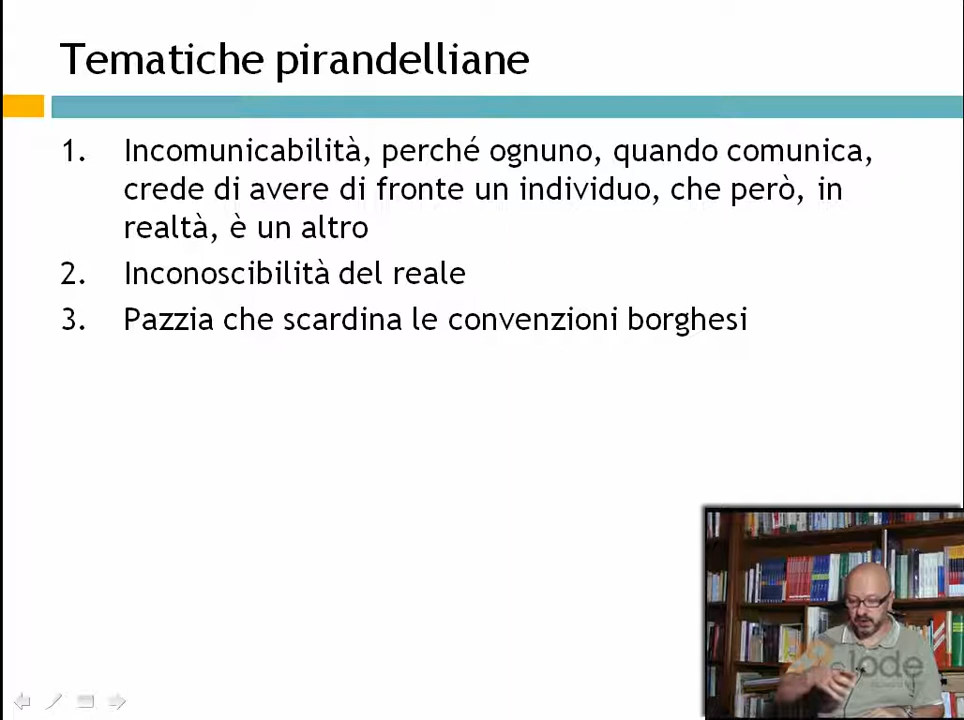 Tematiche pirandelliane
1. Incomunicabilità, perché ognuno, quando comunica,
crede di avere di fronte un individuo, che però, in
realtà, è un altro
2. Inconoscibilità del reale
3. Pazzia che scardina le convenzioni borghesi
lode